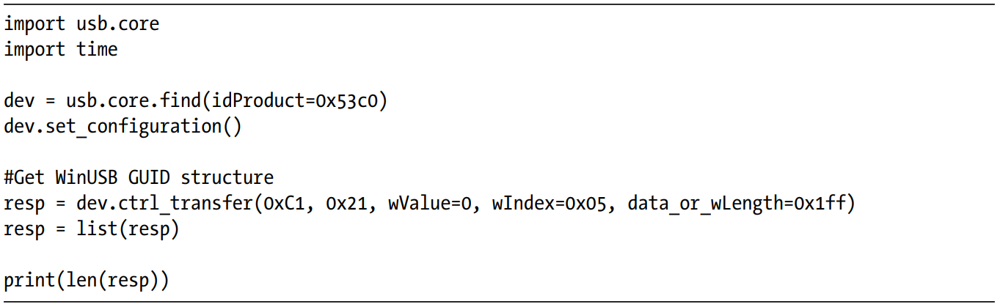 import usb.core
import time
dev = usb.core.find(idProduct=0x53c0)
dev.set_configuration()
#Get WinUSB GUID structure
resp = dev.ctrl_transfer(0xC1, 0x21, wValue=0, wIndex=0x05, data_or_wLength=0x1ff)
resp = list(resp)
print(len(resp))